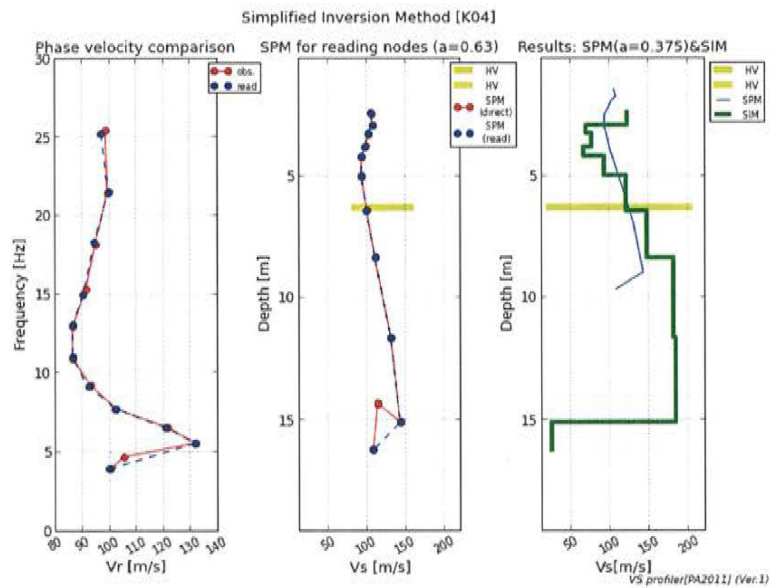 Simplified Inversion Method [K04]
Phase velocity comparison
SPM for reading nodes (a=0.63)
Results: SPM(a=0.375)&SIM
30
25
20
15
10
5
0
Frequency [Hz]
80
90
100
110
120
130
140
Vr [m/s]
obs.
read
5
10
15
Depth [m]
50
100
150
200
Vs [m/s]
HV
HV
SPM
(direct)
SPM
(read)
5
10
15
Depth [m]
50
100
150
200
Vs[m/s]
HV
HV
SPM
SIM
VS profiler[PA2011] (Ver.1)